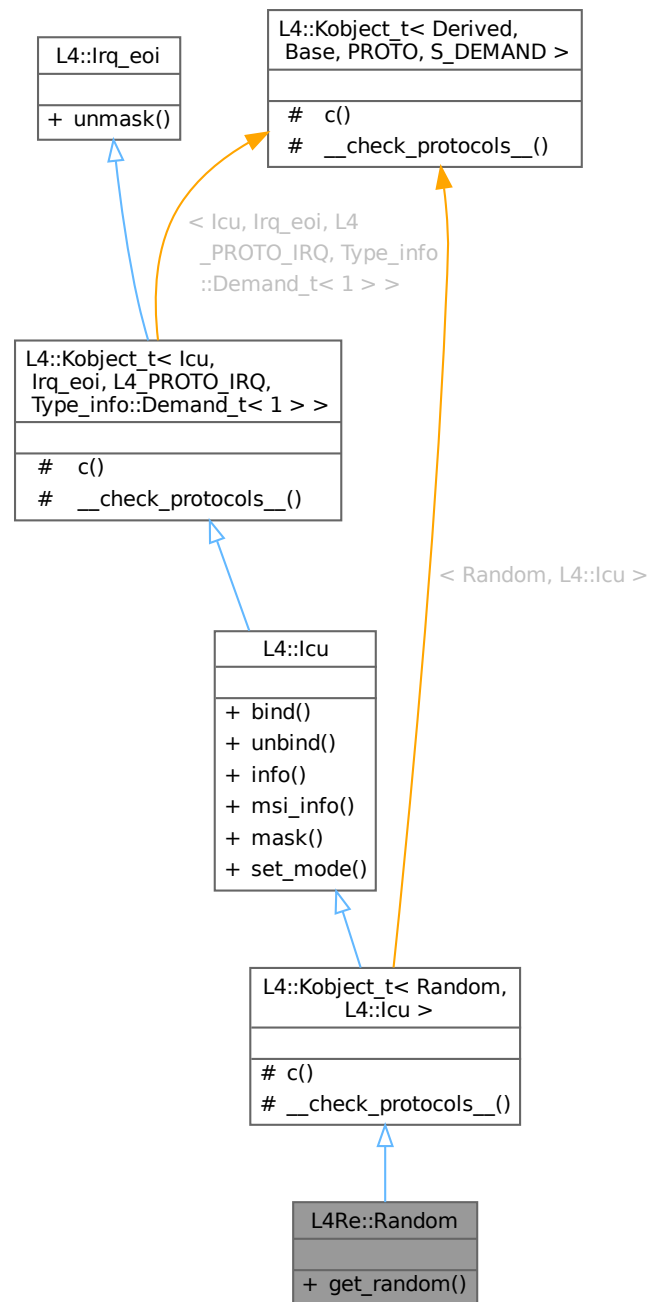 L4::Irq_eoi
+ unmask()
L4::Kobject_t< Derived,
Base, PROTO, S_DEMAND >
# c()
# __check_protocols__()
< Icu, Irq_eoi, L4
_PROTO_IRQ, Type_info
::Demand_t< 1 > >
L4::Kobject_t< Icu,
Irq_eoi, L4_PROTO_IRQ,
Type_info::Demand_t< 1 > >
# c()
# __check_protocols__()
< Random, L4::Icu >
L4::Icu
+ bind()
+ unbind()
+ info()
+ msi_info()
+ mask()
+ set_mode()
L4::Kobject_t< Random,
L4::Icu >
# c()
# __check_protocols__()
L4Re::Random
+ get_random()